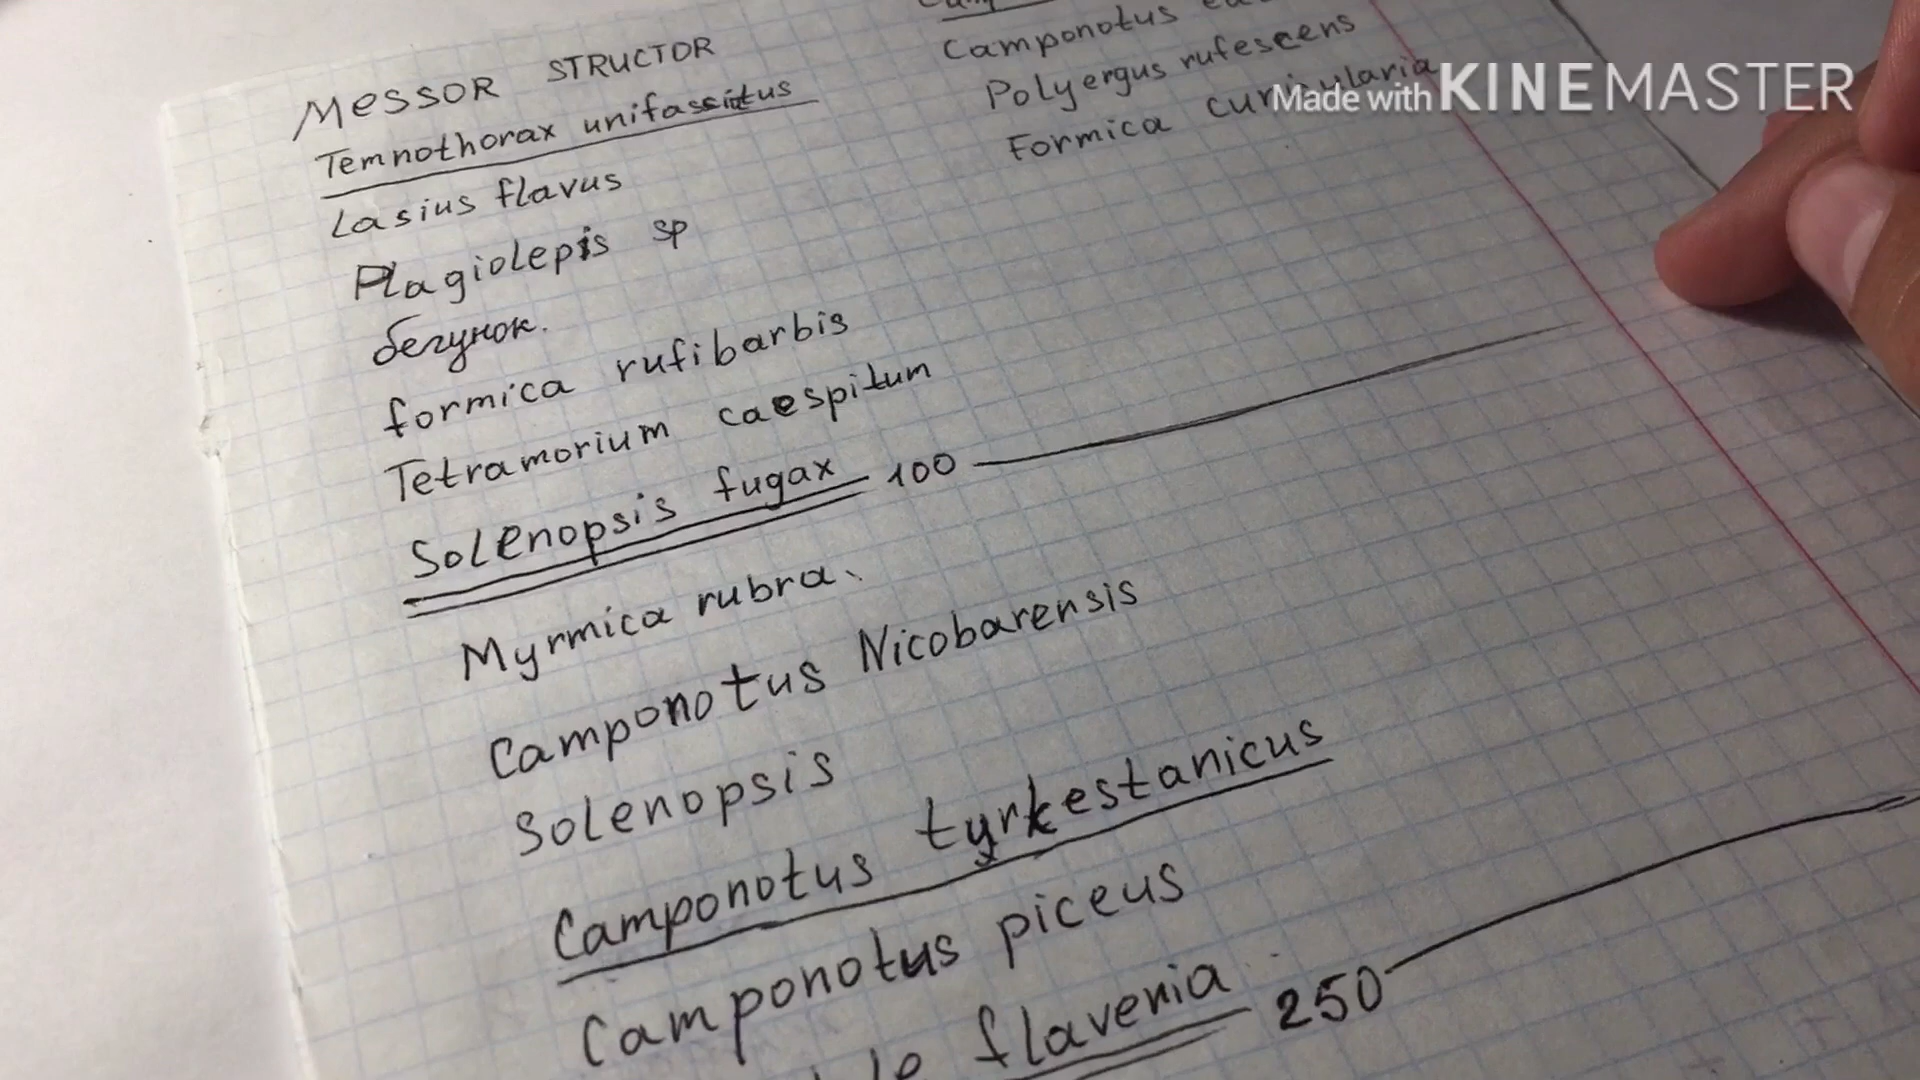 MESSOR STRUCTOR
Temnothorax unifasciatus
Lasius flavus
Plagiolepis sp
бегунок.
formica rufibarbis
Tetramorium caespitum
Solenopsis fugax 100
Myrmica rubra.
Camponotus Nicobarensis
Solenopsis
Camponotus tyrkestanicus
Camponotus piceus
flavenia 250
Camponotus
Polyergus rufescens
Formica cunicularia
Made with KINEMASTER